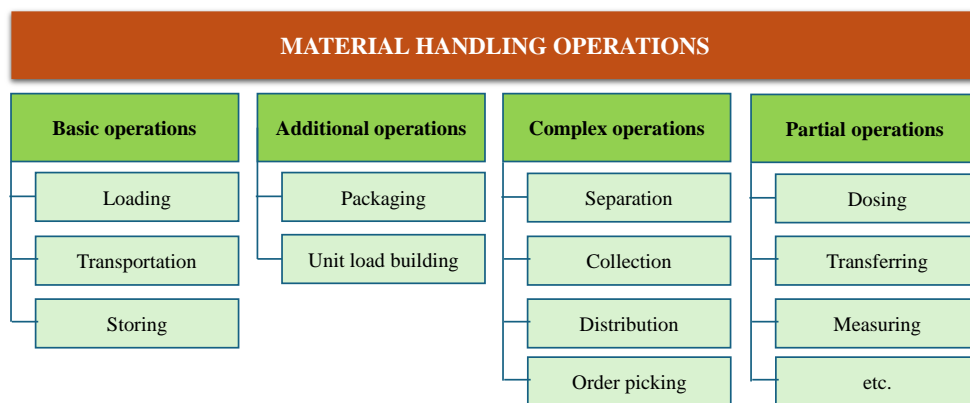 MATERIAL HANDLING OPERATIONS
Basic operations
Loading
Transportation
Storing
Additional operations
Packaging
Unit load building
Complex operations
Separation
Collection
Distribution
Order picking
Partial operations
Dosing
Transferring
Measuring
etc.